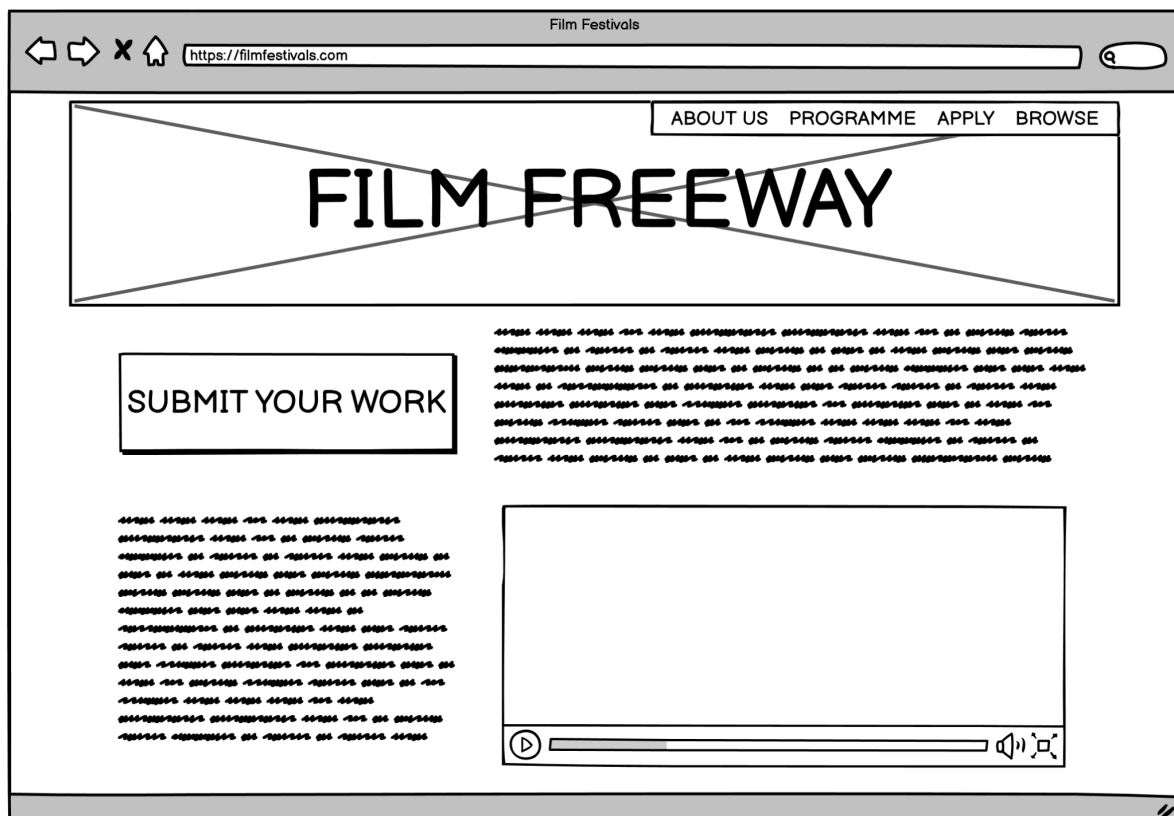 Film Festivals
https://filmfestivals.com
ABOUT US PROGRAMME APPLY BROWSE
FILM FREEWAY
SUBMIT YOUR WORK